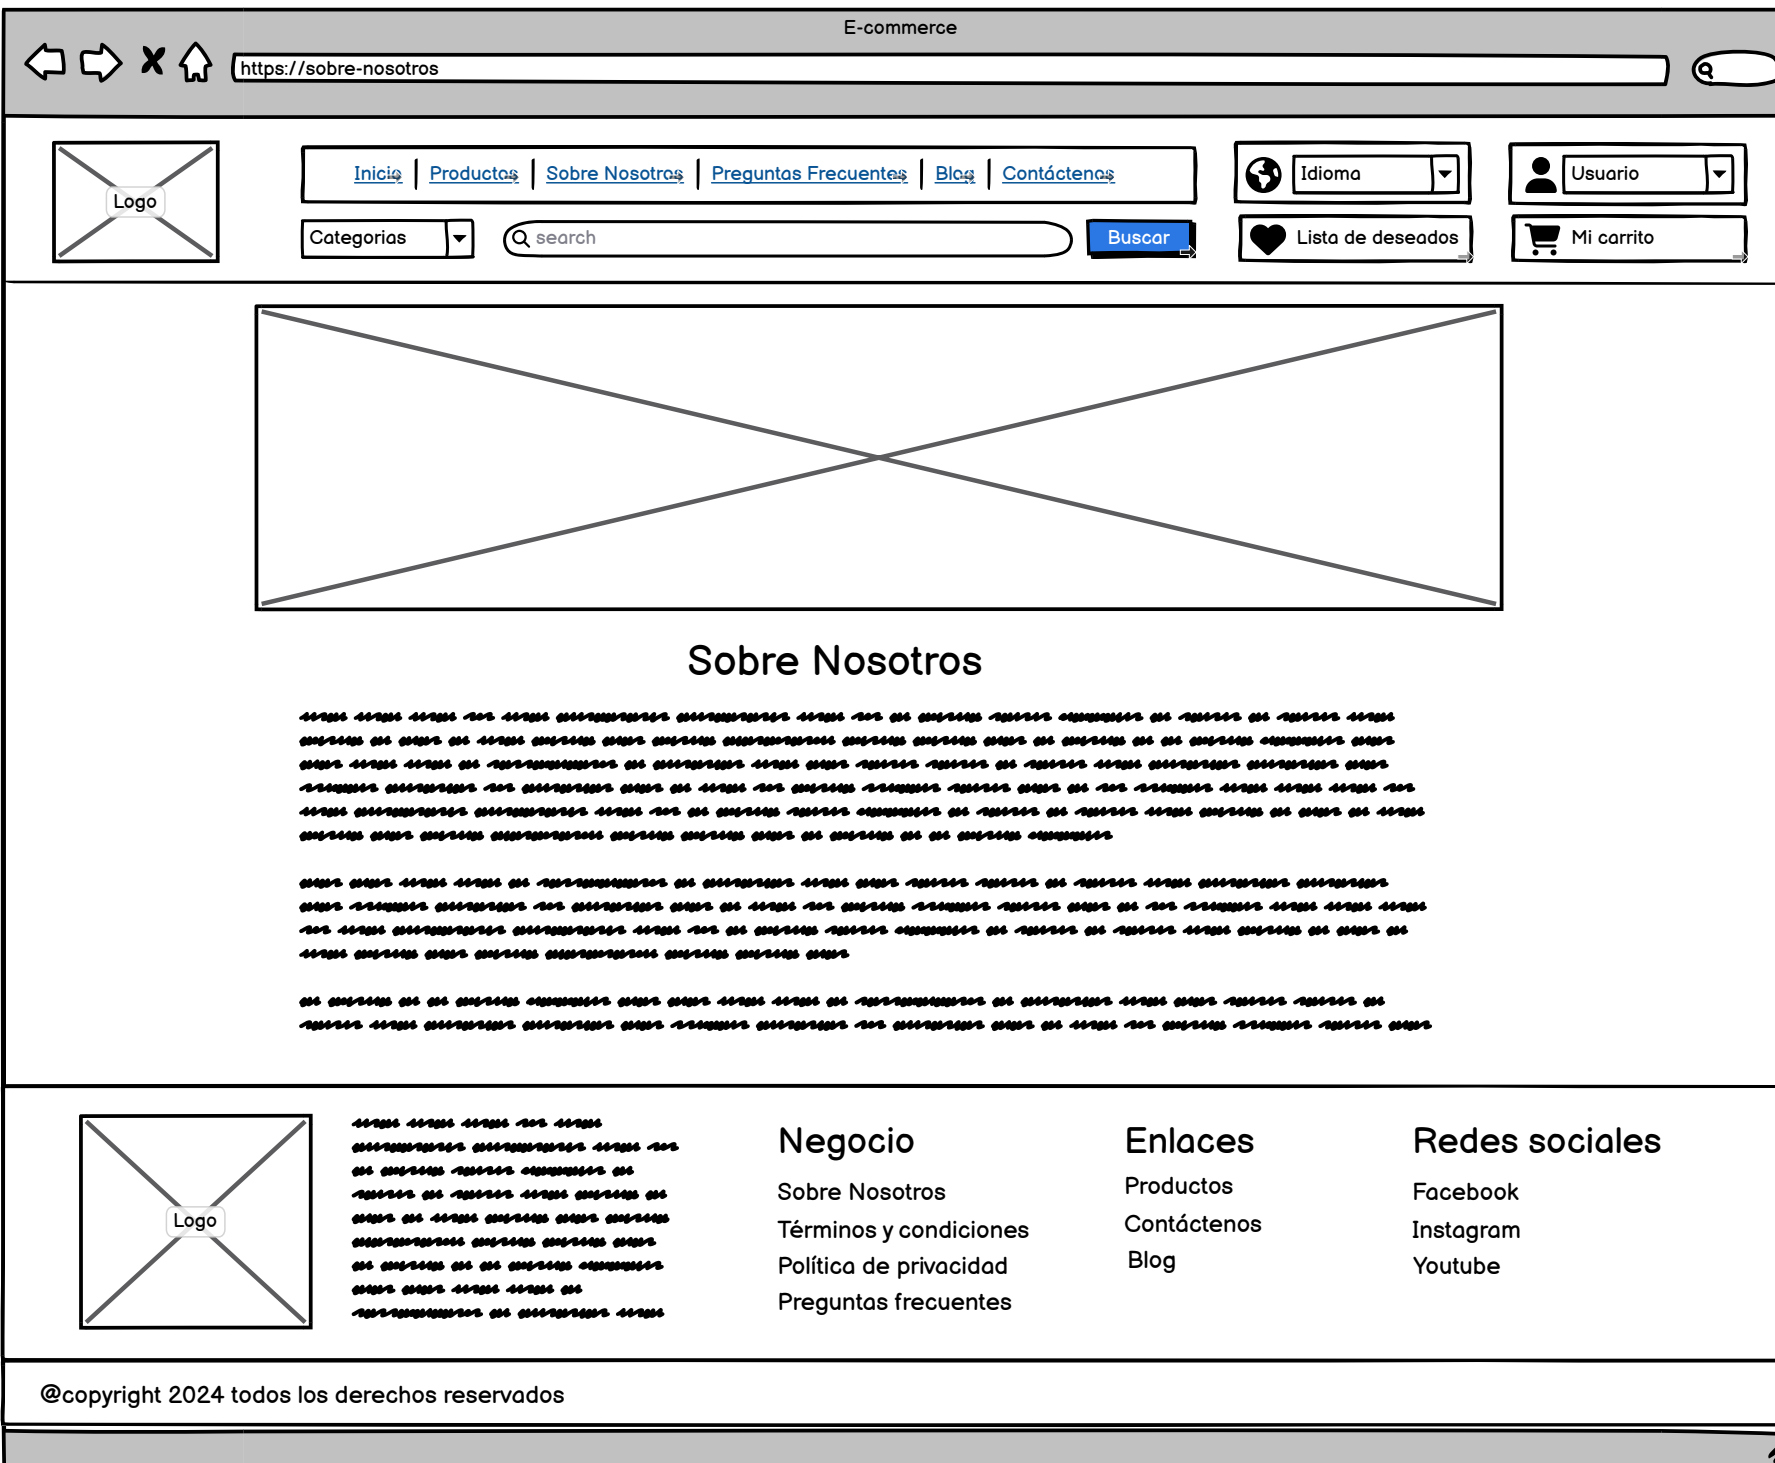 E-commerce
https://sobre-nosotros
Logo
Inicio Productos Sobre Nosotros Preguntas Frecuentes Blog Contáctenos
Idioma
Usuario
Categorias
search
Buscar
Lista de deseados
Mi carrito
Sobre Nosotros
Logo
Negocio
Sobre Nosotros
Términos y condiciones
Política de privacidad
Preguntas frecuentes
Enlaces
Productos
Contáctenos
Blog
Redes sociales
Facebook
Instagram
Youtube
@copyright 2024 todos los derechos reservados